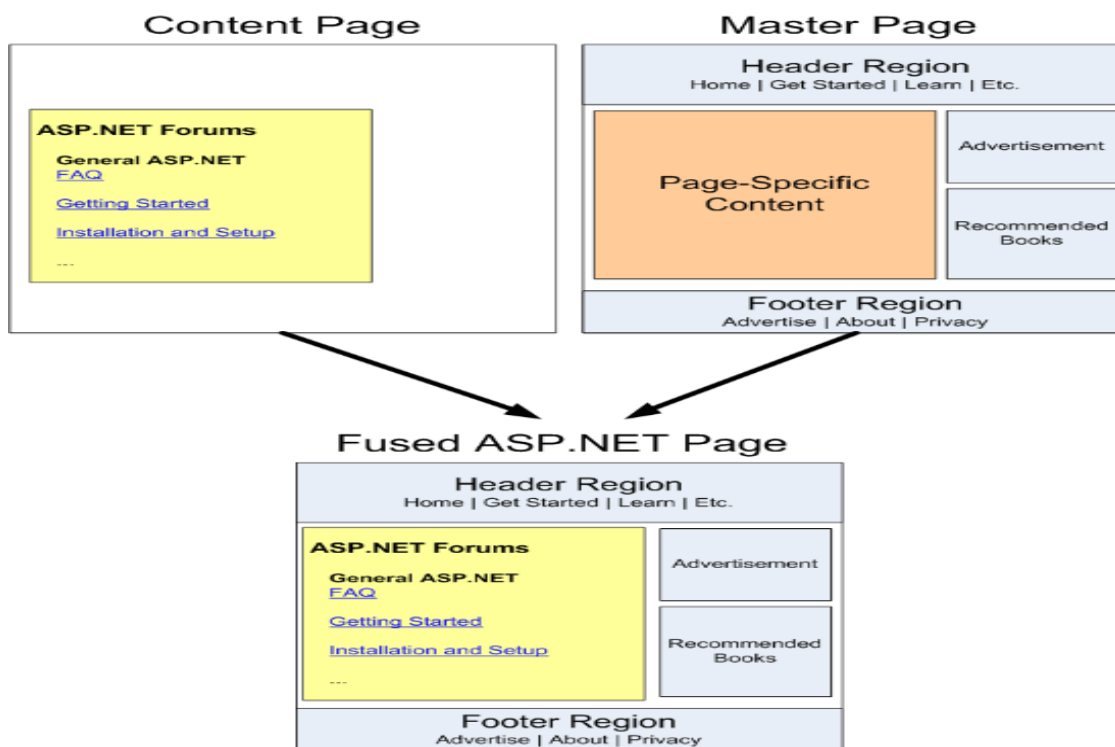 Content Page
ASP.NET Forums
General ASP.NET
FAQ
Getting Started
Installation and Setup
...
Master Page
Header Region
Home | Get Started | Learn | Etc.
Page-Specific
Content
Advertisement
Recommended
Books
Footer Region
Advertise | About | Privacy
Fused ASP.NET Page
Header Region
Home | Get Started | Learn | Etc.
ASP.NET Forums
General ASP.NET
FAQ
Getting Started
Installation and Setup
...
Advertisement
Recommended
Books
Footer Region
Advertise | About | Privacy